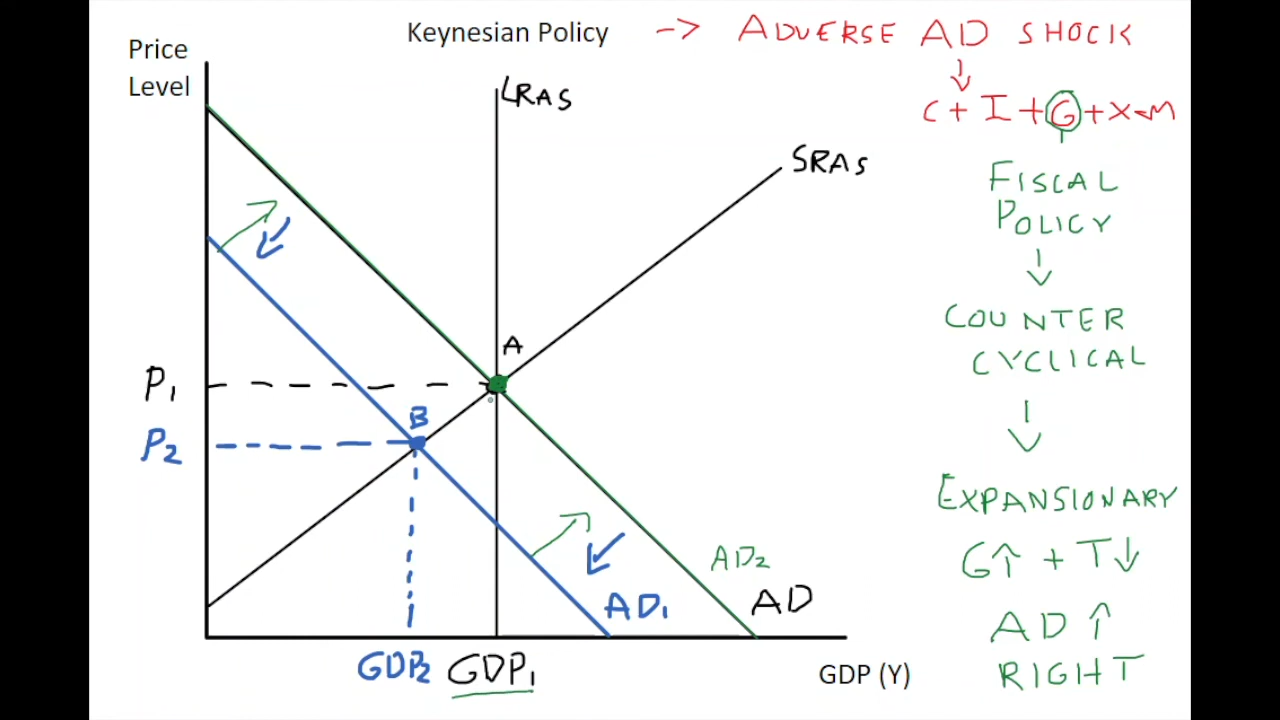 Keynesian Policy -> ADVERSE AD SHOCK
Price
Level
↓
C + I + G + X-M
LRAS
SRAS
FISCAL
POLICY
↓
COUNTER
CYCLICAL
↓
A
P1
B
P2
EXPANSIONARY
G↑ + T↓
AD2
AD
AD1
AD ↑
RIGHT
GDP2 GDP1
GDP (Y)